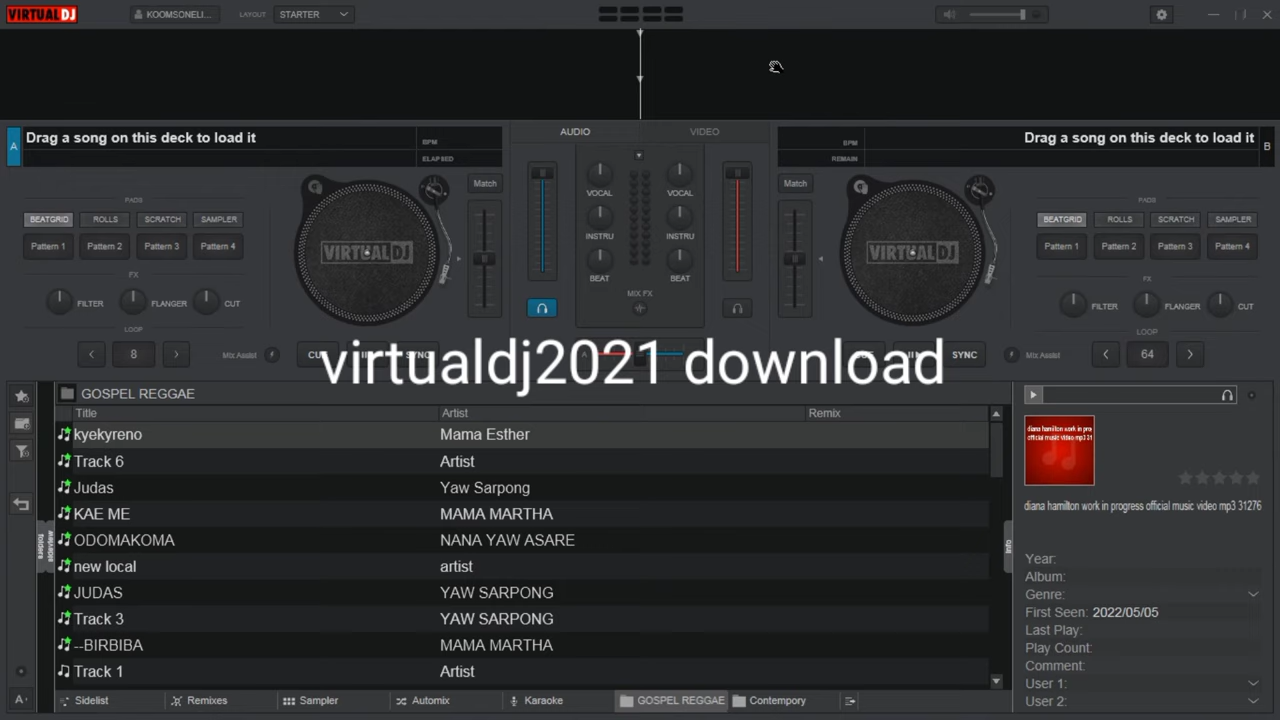 VIRTUALDJ
KOOMSONELI...
LAYOUT
STARTER
A
Drag a song on this deck to load it
BPM
ELAPSED
AUDIO
VIDEO
BPM
REMAIN
Drag a song on this deck to load it
B
PADS
BEATGRID ROLLS SCRATCH SAMPLER
Pattern 1 Pattern 2 Pattern 3 Pattern 4
FX
FILTER FLANGER CUT
LOOP
8
Mix Assist
VIRTUALDJ
Match
VOCAL VOCAL
INSTRU INSTRU
BEAT BEAT
MIX FX
Match
VIRTUALDJ
PADS
BEATGRID ROLLS SCRATCH SAMPLER
Pattern 1 Pattern 2 Pattern 3 Pattern 4
FX
FILTER FLANGER CUT
LOOP
SYNC
Mix Assist
64
virtualdj2021 download
GOSPEL REGGAE
Title Artist Remix
kyekyreno Mama Esther
Track 6 Artist
Judas Yaw Sarpong
KAE ME MAMA MARTHA
ODOMAKOMA NANA YAW ASARE
new local artist
JUDAS YAW SARPONG
Track 3 YAW SARPONG
--BIRBIBA MAMA MARTHA
Track 1 Artist
folders
sideview
info
diana hamilton work in pro
official music video mp3 31
diana hamilton work in progress official music video mp3 31276
Year:
Album:
Genre:
First Seen: 2022/05/05
Last Play:
Play Count:
Comment:
User 1:
User 2:
A
Sidelist Remixes Sampler Automix Karaoke GOSPEL REGGAE Contempory